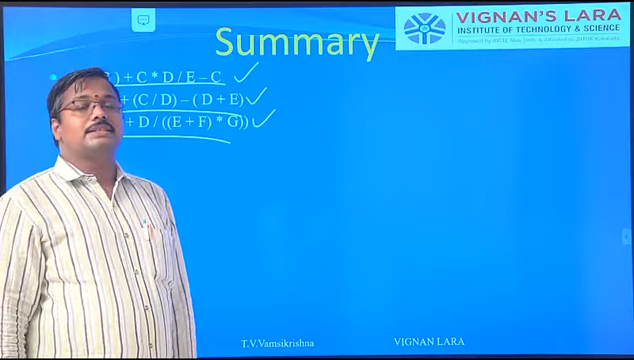 VIGNAN'S LARA
INSTITUTE OF TECHNOLOGY & SCIENCE
Summary
) + C * D / E – C
+ (C / D) – ( D + E)
+ D / ((E + F) * G))
T.V.Vamsikrishna
VIGNAN LARA